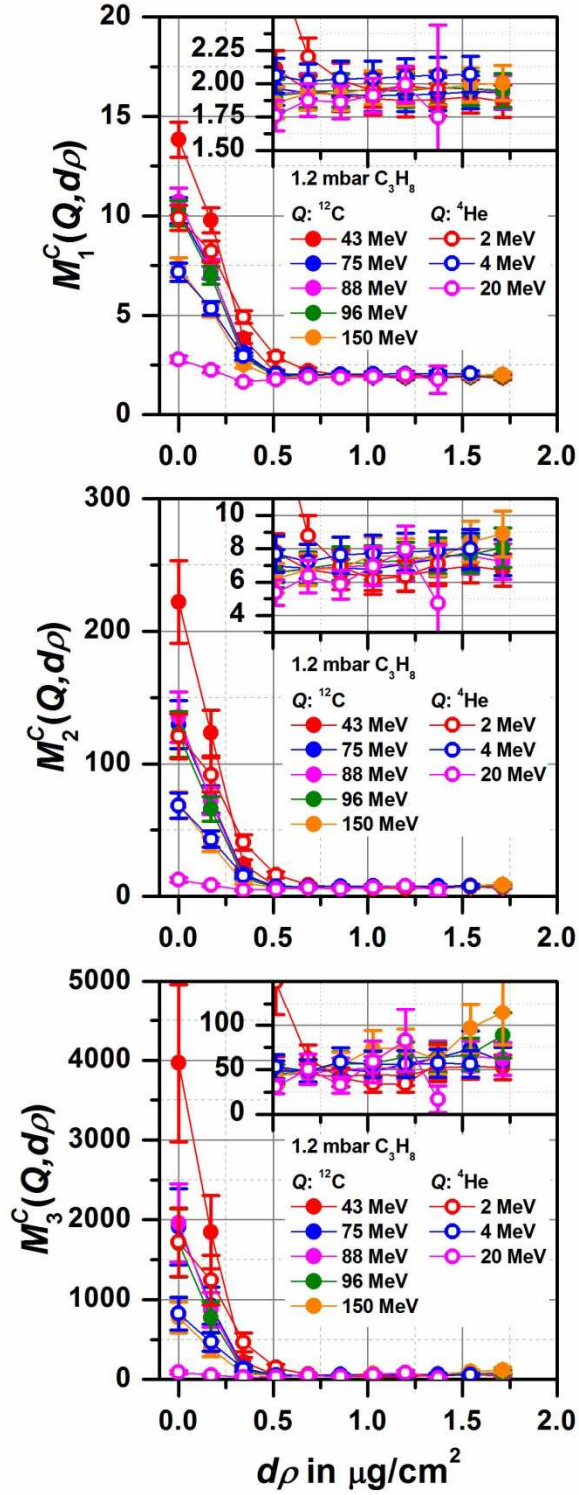 20
15
10
5
0
M₁ᶜ(Q,dρ)
2.25
2.00
1.75
1.50
1.2 mbar C₃H₈
Q: ¹²C Q: ⁴He
43 MeV 2 MeV
75 MeV 4 MeV
88 MeV 20 MeV
96 MeV
150 MeV
0.0 0.5 1.0 1.5 2.0
300
200
100
0
M₂ᶜ(Q,dρ)
10
8
6
4
1.2 mbar C₃H₈
Q: ¹²C Q: ⁴He
43 MeV 2 MeV
75 MeV 4 MeV
88 MeV 20 MeV
96 MeV
150 MeV
0.0 0.5 1.0 1.5 2.0
5000
4000
3000
2000
1000
0
M₃ᶜ(Q,dρ)
100
50
0
1.2 mbar C₃H₈
Q: ¹²C Q: ⁴He
43 MeV 2 MeV
75 MeV 4 MeV
88 MeV 20 MeV
96 MeV
150 MeV
0.0 0.5 1.0 1.5 2.0
dρ in μg/cm²